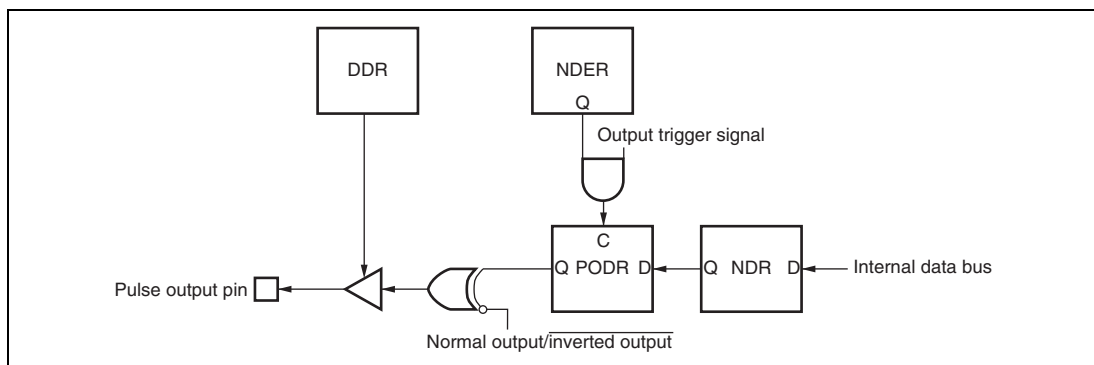 DDR
NDER
Q
Output trigger signal
C
Q PODR D
Q NDR D
Internal data bus
Pulse output pin
Normal output/inverted output